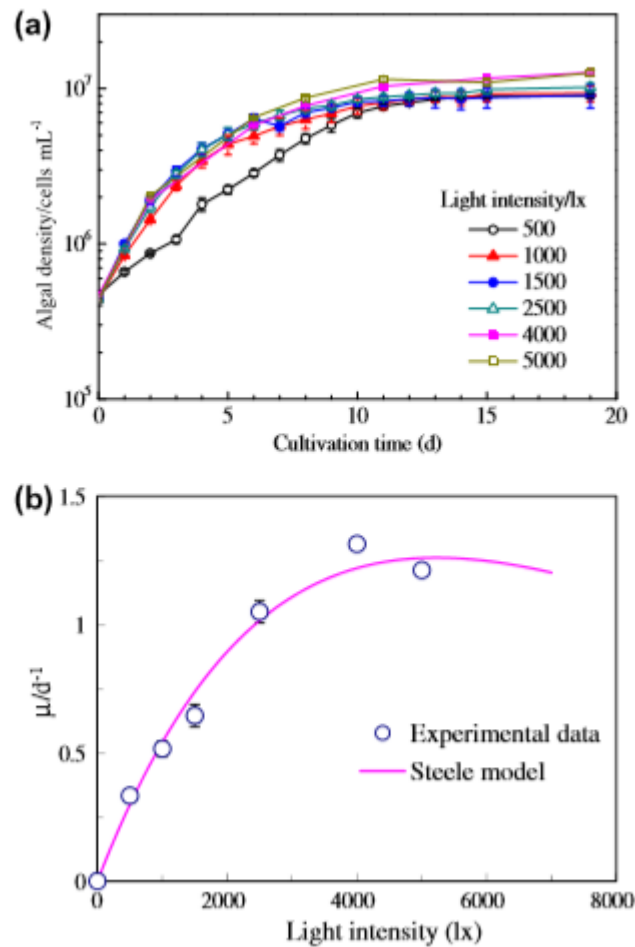 (a)
10⁷
10⁶
10⁵
Algal density/cells mL⁻¹
Light intensity/lx
500
1000
1500
2500
4000
5000
0 5 10 15 20
Cultivation time (d)
(b)
1.5
1
0.5
0
μ/d⁻¹
Experimental data
Steele model
0 2000 4000 6000 8000
Light intensity (lx)